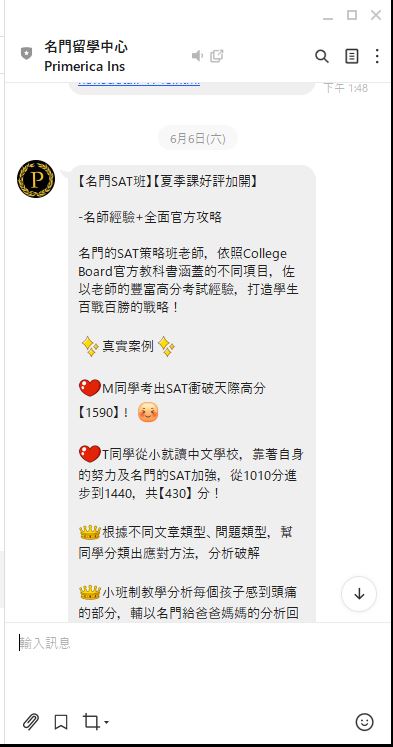 名門留學中心
Primerica Ins
下午 1:48
6月6日(六)
P
【名門SAT班】【夏季課好評加開】
-名師經驗+全面官方攻略
名門的SAT策略班老師，依照College
Board官方教科書涵蓋的不同項目，佐
以老師的豐富高分考試經驗，打造學生
百戰百勝的戰略！
真實案例
M同學考出SAT衝破天際高分
【1590】！
T同學從小就讀中文學校，靠著自身
的努力及名門的SAT加強，從1010分進
步到1440，共【430】分！
根據不同文章類型、問題類型，幫
同學分類出應對方法，分析破解
小班制教學分析每個孩子感到頭痛
的部分，輔以名門給爸爸媽媽的分析回
輸入訊息